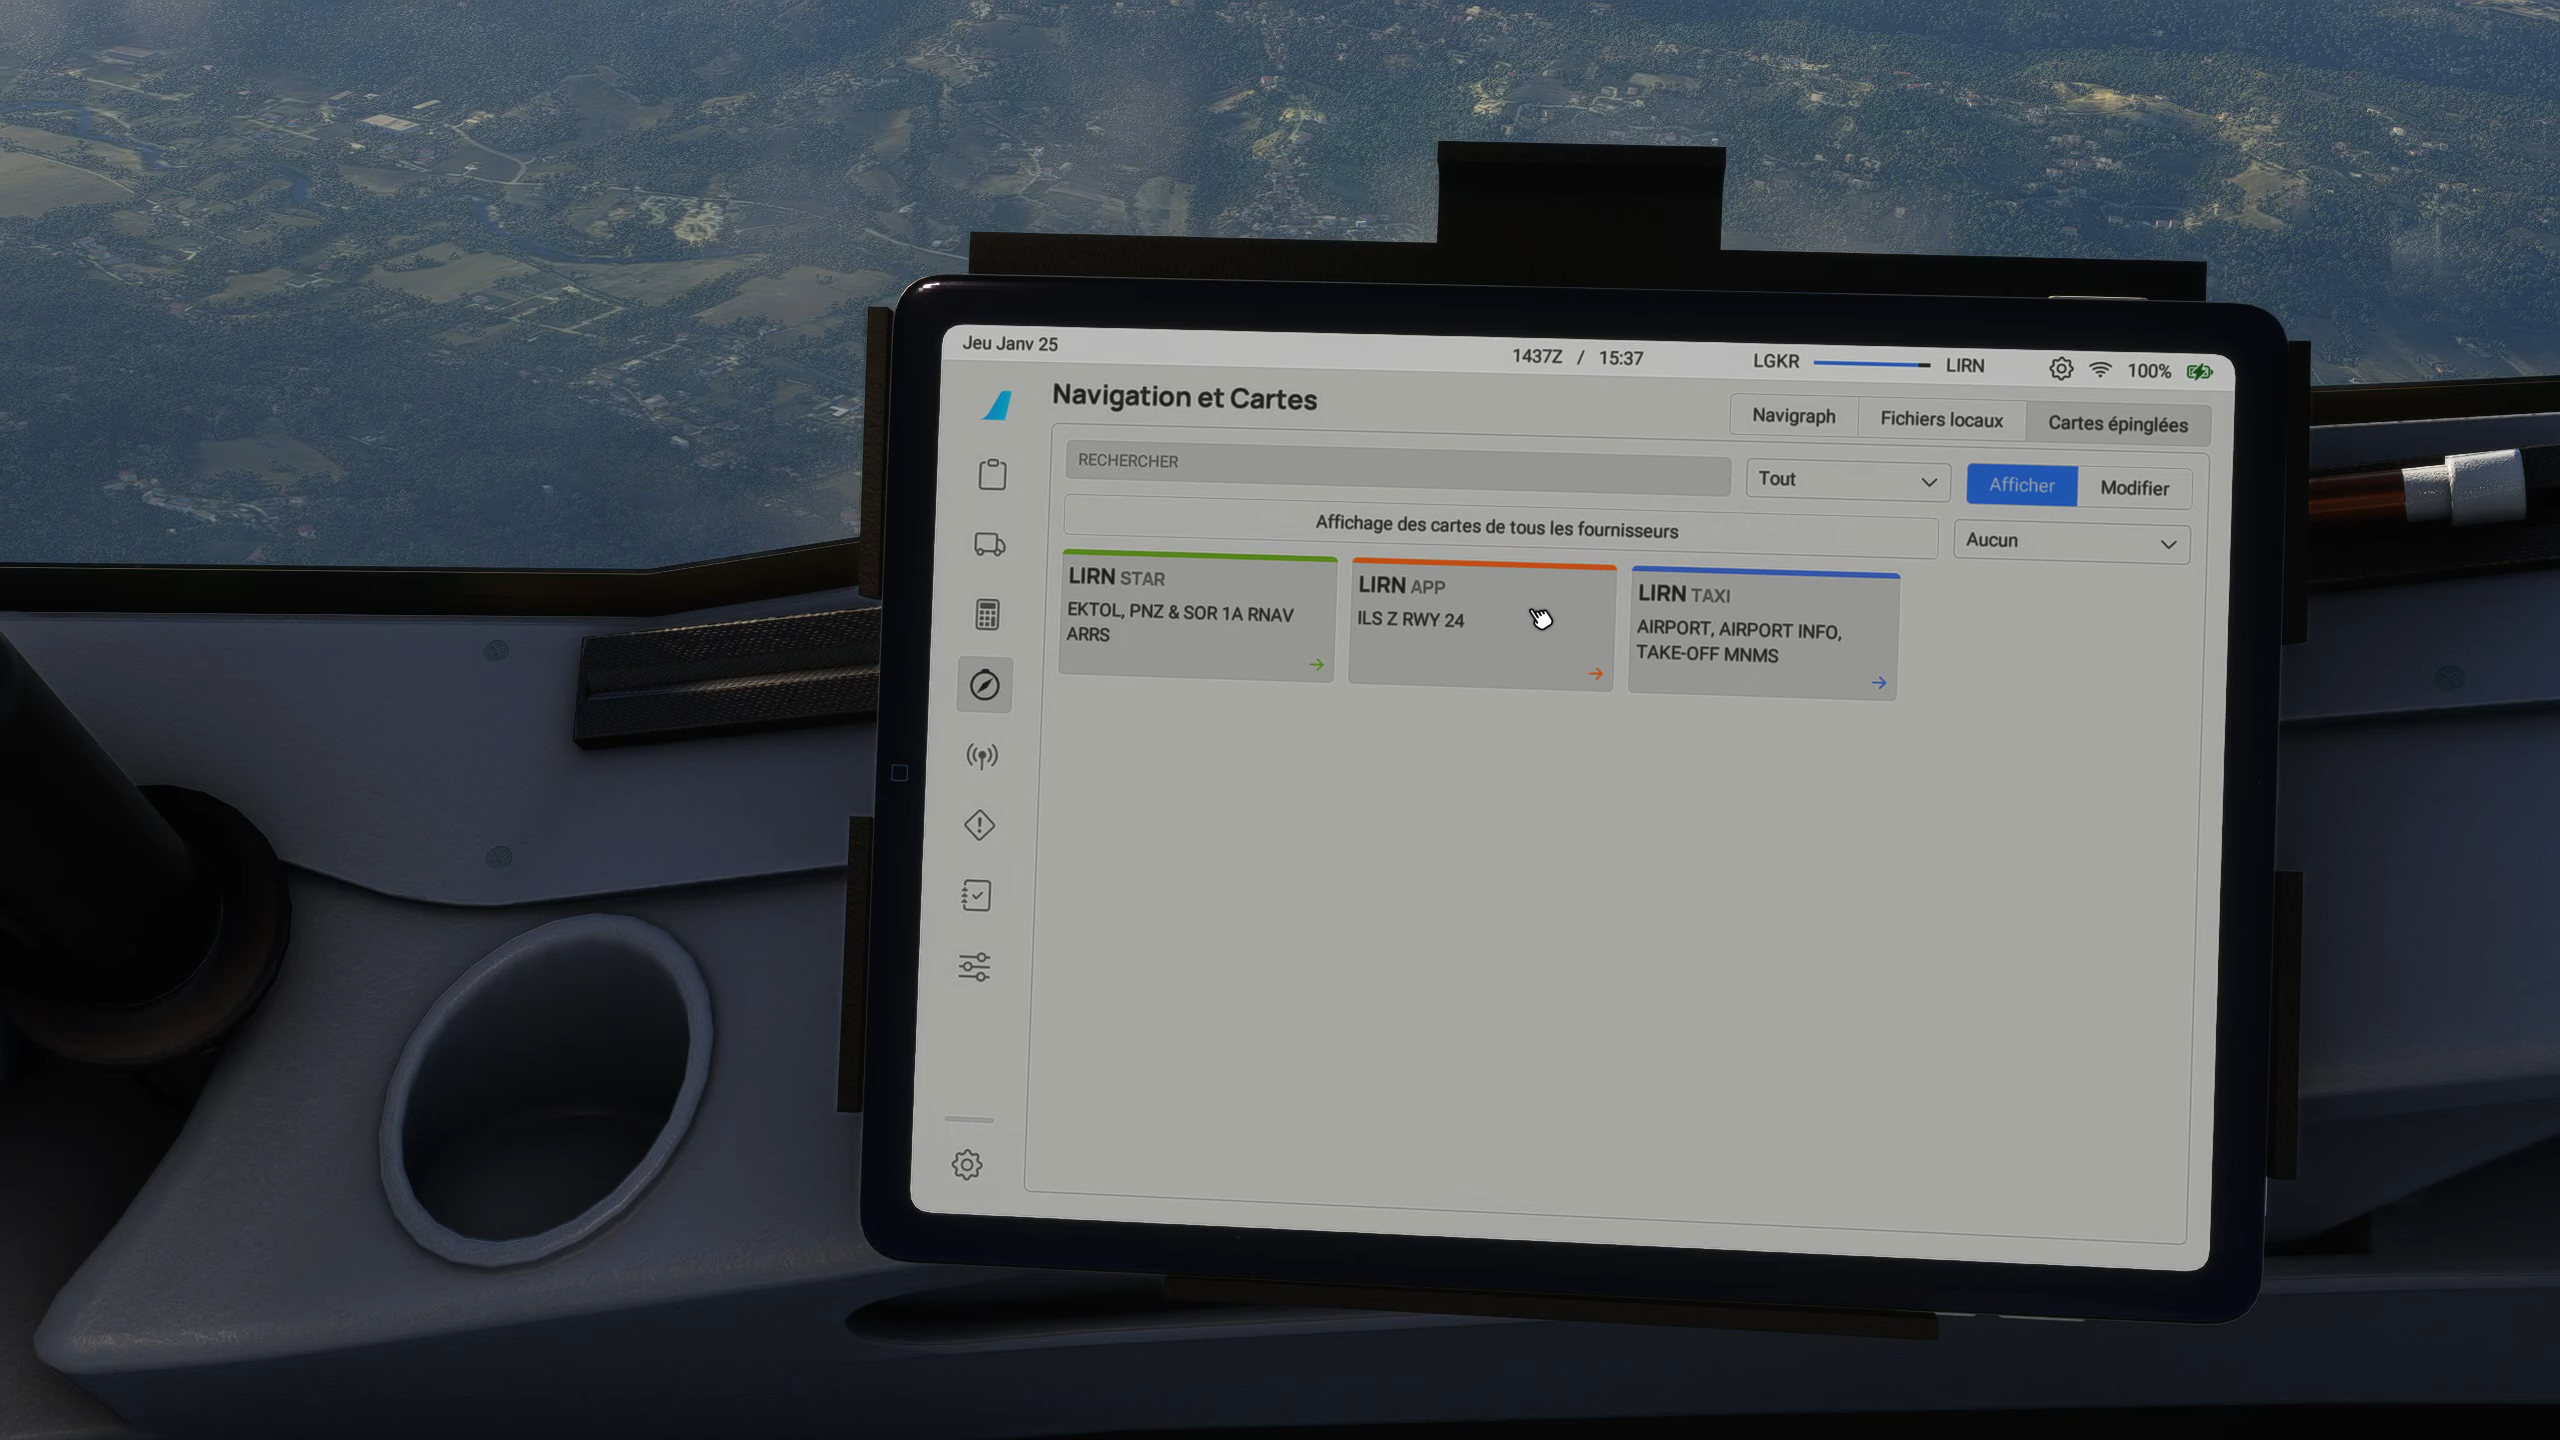 Jeu Janv 25
1437Z / 15:37
LGKR
LIRN
100%
Navigation et Cartes
Navigraph
Fichiers locaux
Cartes épinglées
RECHERCHER
Tout
Afficher
Modifier
Affichage des cartes de tous les fournisseurs
Aucun
LIRN STAR
EKTOL, PNZ & SOR 1A RNAV
ARRS
LIRN APP
ILS Z RWY 24
LIRN TAXI
AIRPORT, AIRPORT INFO,
TAKE-OFF MNMS